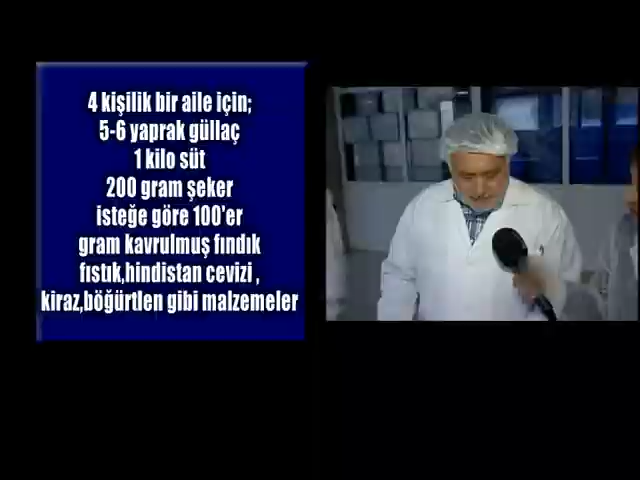 4 kişilik bir aile için;
5-6 yaprak güllaç
1 kilo süt
200 gram şeker
isteğe göre 100'er
gram kavrulmuş fındık
fıstık,hindistan cevizi ,
kiraz,böğürtlen gibi malzemeler